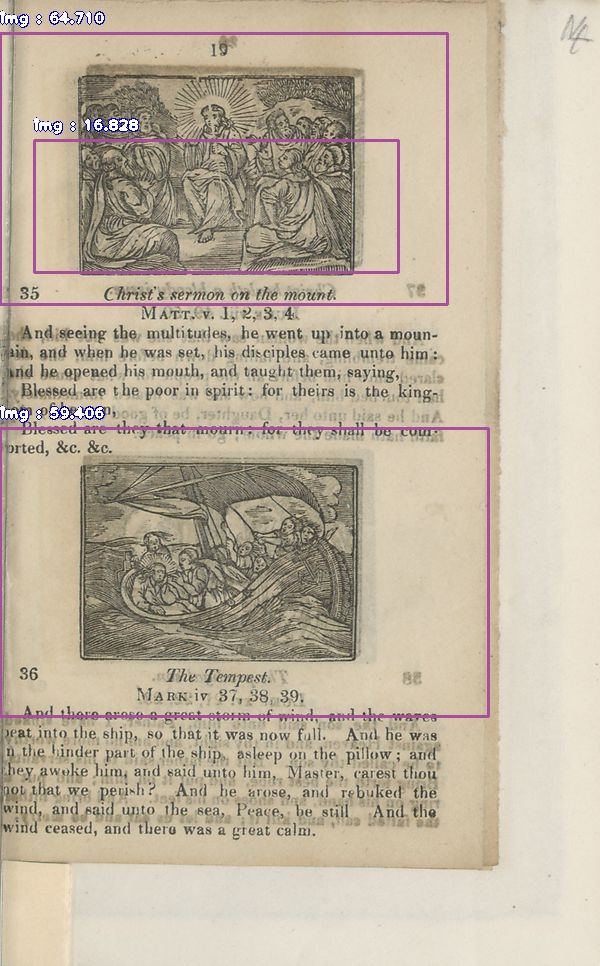 img : 64.710
19
img : 16.828
35 Christ's sermon on the mount.
MATT. v. 1, 2, 3, 4.
And seeing the multitudes, he went up into a moun-
and when he was set, his disciples came unto him:
and he opened his mouth, and taught them, saying,
Blessed are the poor in spirit: for theirs is the king-
img : 59.406
Blessed are they that mourn: for they shall be com-
orted, &c. &c.
36 The Tempest.
MARK iv 37, 38, 39.
And there arose a great storm of wind, and the waves
beat into the ship, so that it was now full. And he was
n the hinder part of the ship, asleep on the pillow; and
they awoke him, and said unto him, Master, carest thou
not that we perish? And he arose, and rebuked the
wind, and said unto the sea, Peace, be still And the
wind ceased, and there was a great calm.